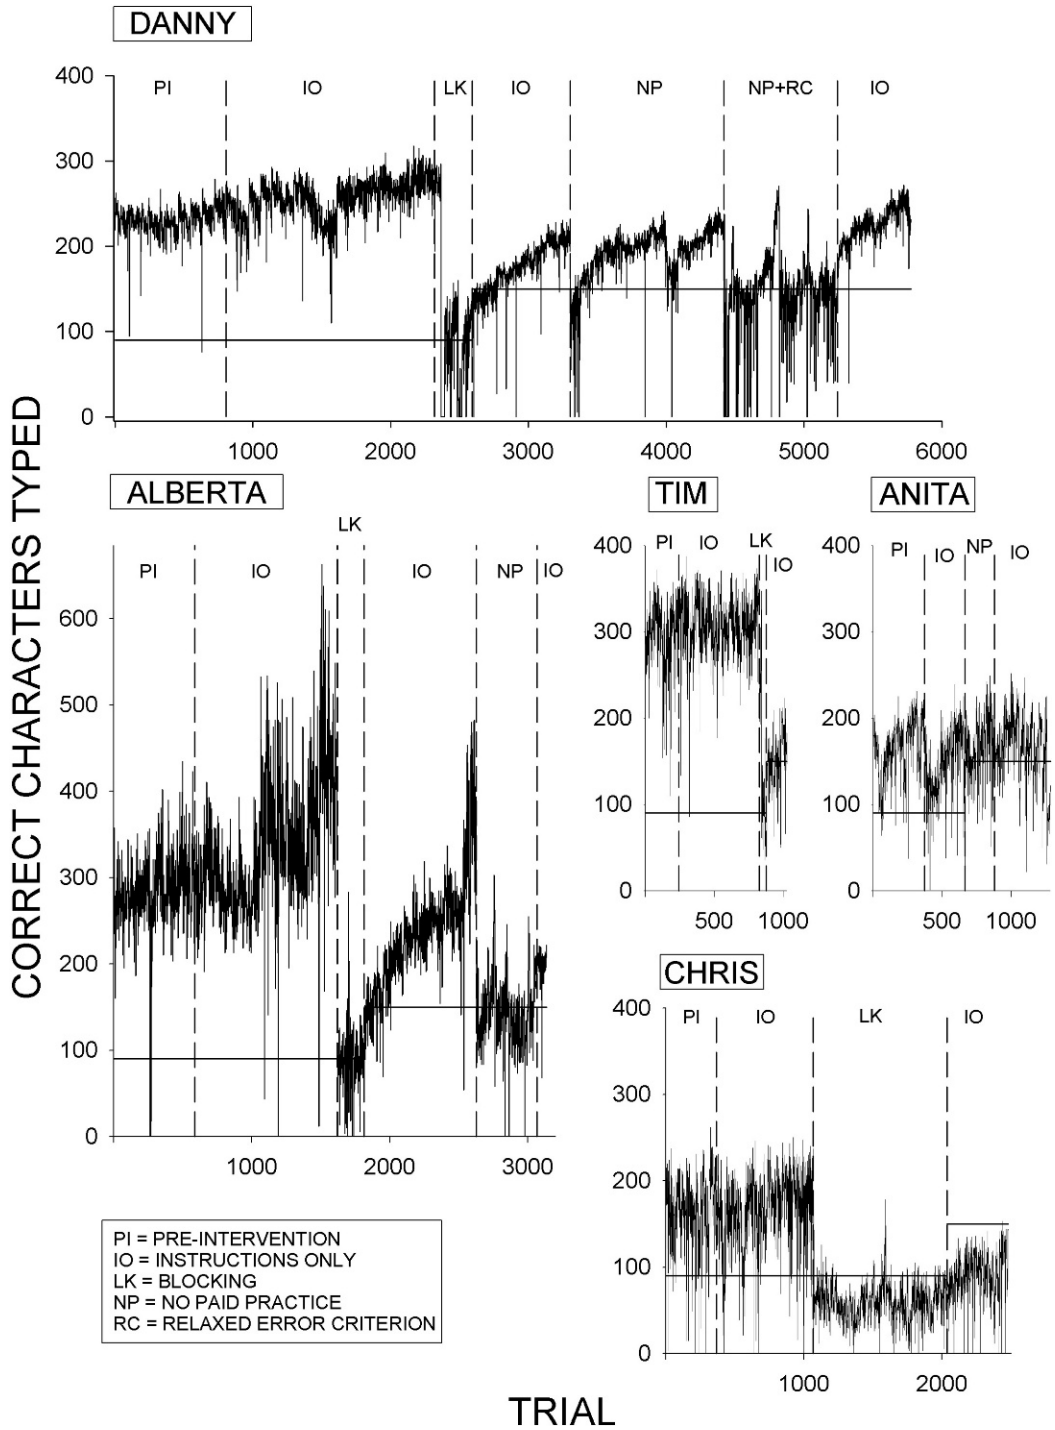 DANNY
400
300
200
100
0
PI IO LK IO NP NP+RC IO
1000 2000 3000 4000 5000 6000
CORRECT CHARACTERS TYPED
ALBERTA
LK
PI IO IO NP IO
600
500
400
300
200
100
0
1000 2000 3000
TIM
400
300
200
100
0
PI IO LK
IO
500 1000
ANITA
400
300
200
100
0
PI IO NP IO
500 1000
CHRIS
400
300
200
100
0
PI IO LK IO
1000 2000
PI = PRE-INTERVENTION
IO = INSTRUCTIONS ONLY
LK = BLOCKING
NP = NO PAID PRACTICE
RC = RELAXED ERROR CRITERION
TRIAL